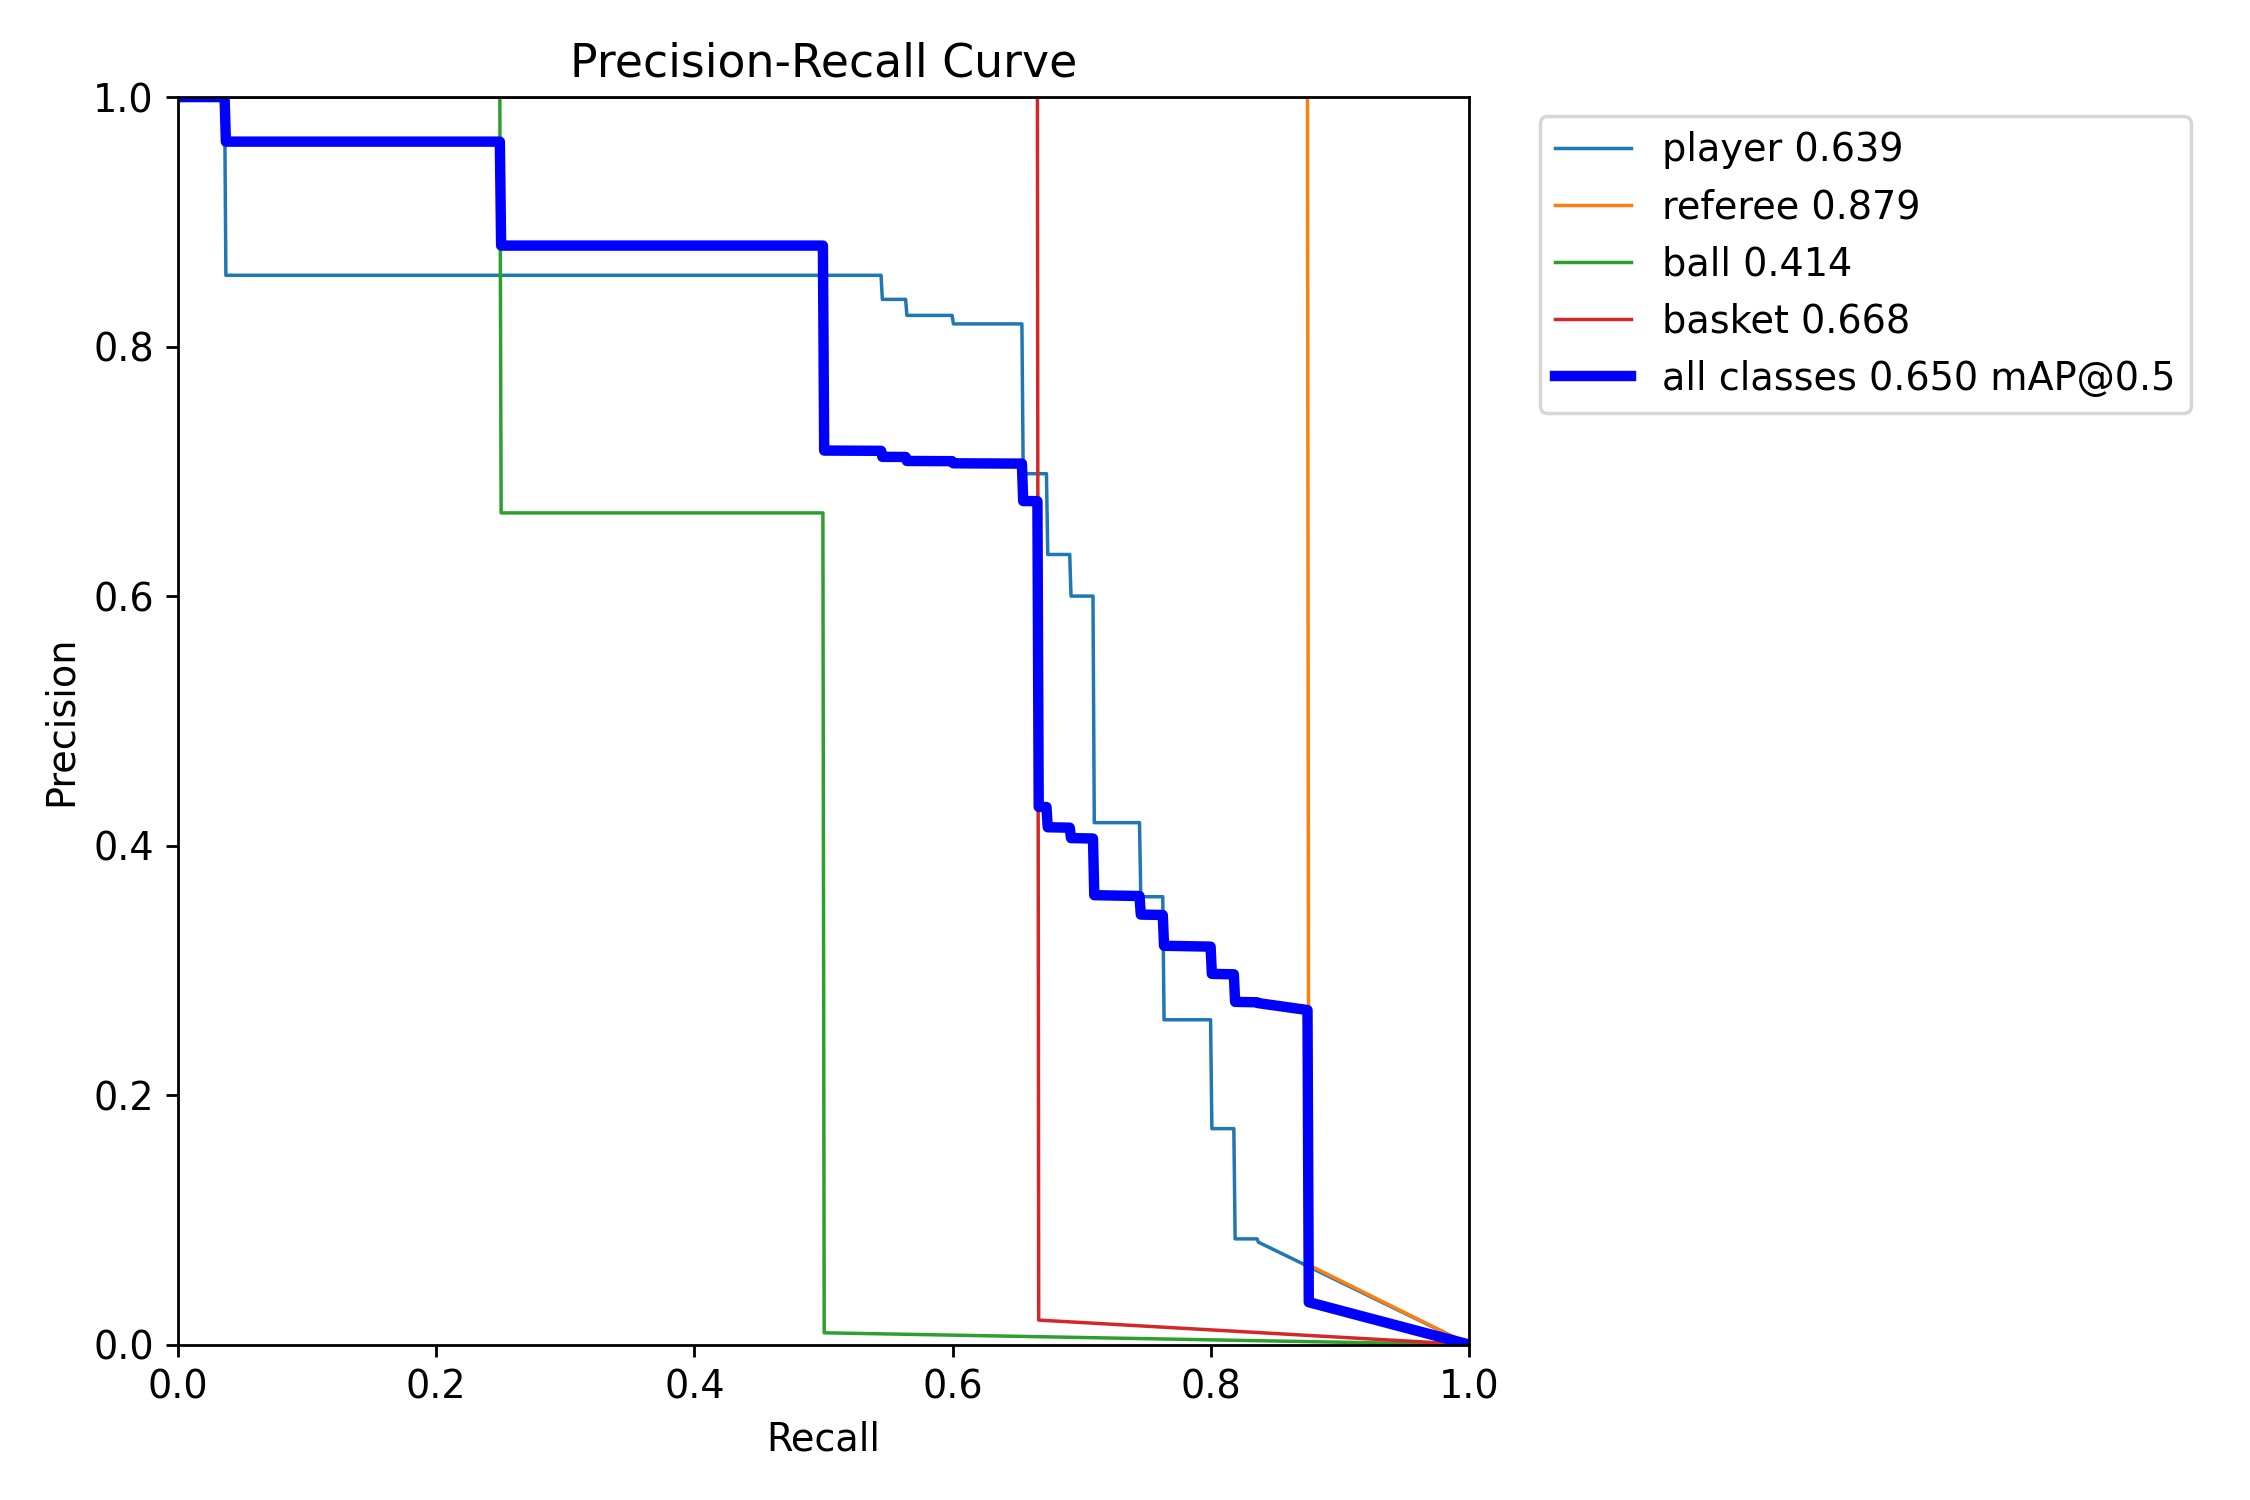 Precision-Recall Curve
player 0.639
referee 0.879
ball 0.414
basket 0.668
all classes 0.650 mAP@0.5
Precision
1.0
0.8
0.6
0.4
0.2
0.0
0.0 0.2 0.4 0.6 0.8 1.0
Recall